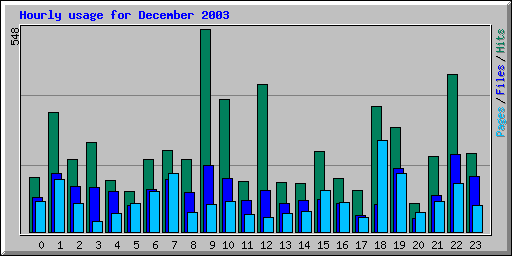 Hourly usage for December 2003
548
Pages / Files / Hits
0 1 2 3 4 5 6 7 8 9 10 11 12 13 14 15 16 17 18 19 20 21 22 23